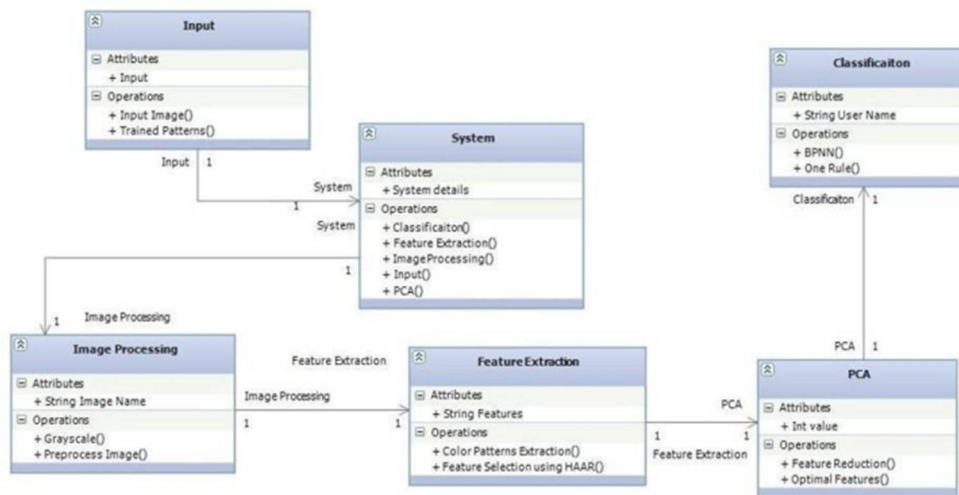 Input
Attributes
+ Input
Operations
+ Input Image()
+ Trained Patterns()
Input 1
System
1
System
Attributes
+ System details
Operations
+ Classificaiton()
+ Feature Extraction()
+ ImageProcessing()
+ Input()
+ PCA()
System
1
1 Image Processing
Image Processing
Attributes
+ String Image Name
Operations
+ Grayscale()
+ Preprocess Image()
Image Processing
1
Feature Extraction
1
Feature Extraction
Attributes
+ String Features
Operations
+ Color Patterns Extraction()
+ Feature Selection using HAAR()
1
Feature Extraction
PCA
1
PCA
Attributes
+ Int value
Operations
+ Feature Reduction()
+ Optimal Features()
PCA 1
Classificaton 1
Classificaiton
Attributes
+ String User Name
Operations
+ BPNN()
+ One Rule()